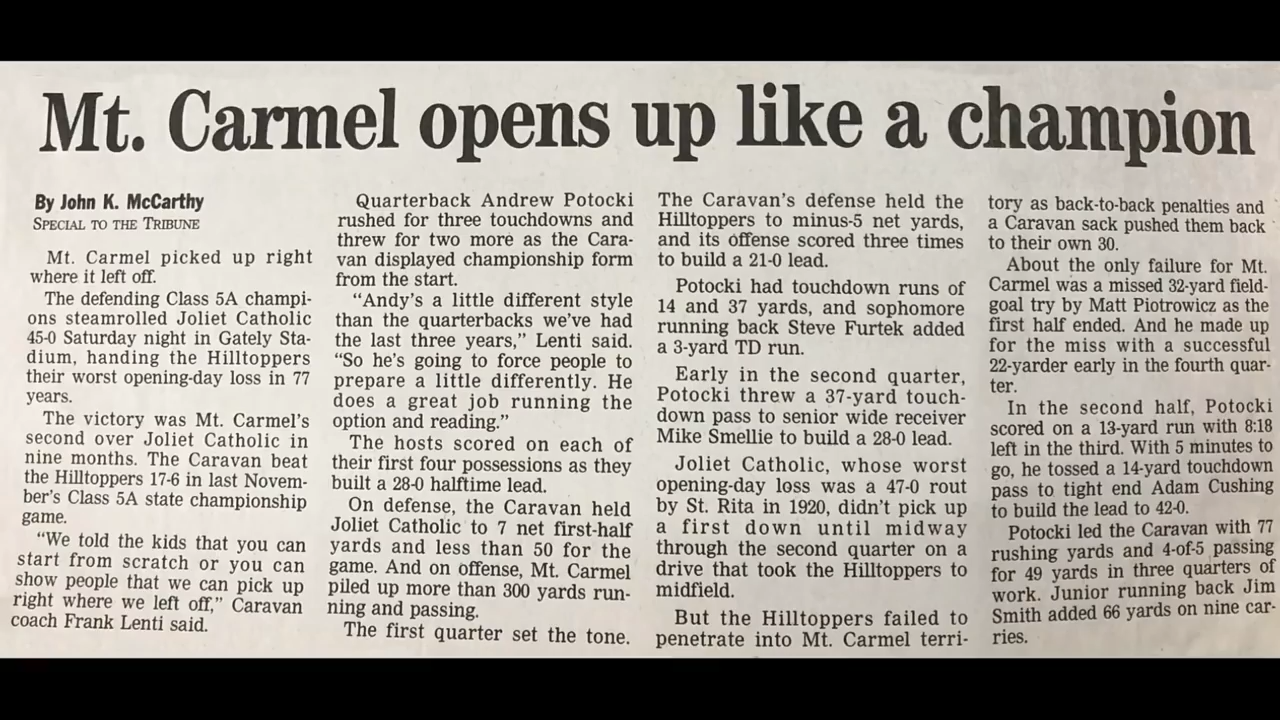 Mt. Carmel opens up like a champion
By John K. McCarthy
SPECIAL TO THE TRIBUNE
Mt. Carmel picked up right
where it left off.
The defending Class 5A champi-
ons steamrolled Joliet Catholic
45-0 Saturday night in Gately Sta-
dium, handing the Hilltoppers
their worst opening-day loss in 77
years.
The victory was Mt. Carmel's
second over Joliet Catholic in
nine months. The Caravan beat
the Hilltoppers 17-6 in last Novem-
ber's Class 5A state championship
game.
"We told the kids that you can
start from scratch or you can
show people that we can pick up
right where we left off," Caravan
coach Frank Lenti said.
Quarterback Andrew Potocki
rushed for three touchdowns and
threw for two more as the Cara-
van displayed championship form
from the start.
"Andy's a little different style
than the quarterbacks we've had
the last three years," Lenti said.
"So he's going to force people to
prepare a little differently. He
does a great job running the
option and reading."
The hosts scored on each of
their first four possessions as they
built a 28-0 halftime lead.
On defense, the Caravan held
Joliet Catholic to 7 net first-half
yards and less than 50 for the
game. And on offense, Mt. Carmel
piled up more than 300 yards run-
ning and passing.
The first quarter set the tone.
The Caravan's defense held the
Hilltoppers to minus-5 net yards,
and its offense scored three times
to build a 21-0 lead.
Potocki had touchdown runs of
14 and 37 yards, and sophomore
running back Steve Furtek added
a 3-yard TD run.
Early in the second quarter,
Potocki threw a 37-yard touch-
down pass to senior wide receiver
Mike Smellie to build a 28-0 lead.
Joliet Catholic, whose worst
opening-day loss was a 47-0 rout
by St. Rita in 1920, didn't pick up
a first down until midway
through the second quarter on a
drive that took the Hilltoppers to
midfield.
But the Hilltoppers failed to
penetrate into Mt. Carmel terri-
tory as back-to-back penalties and
a Caravan sack pushed them back
to their own 30.
About the only failure for Mt.
Carmel was a missed 32-yard field-
goal try by Matt Piotrowicz as the
first half ended. And he made up
for the miss with a successful
22-yarder early in the fourth quar-
ter.
In the second half, Potocki
scored on a 13-yard run with 8:18
left in the third. With 5 minutes to
go, he tossed a 14-yard touchdown
pass to tight end Adam Cushing
to build the lead to 42-0.
Potocki led the Caravan with 77
rushing yards and 4-of-5 passing
for 49 yards in three quarters of
work. Junior running back Jim
Smith added 66 yards on nine car-
ries.